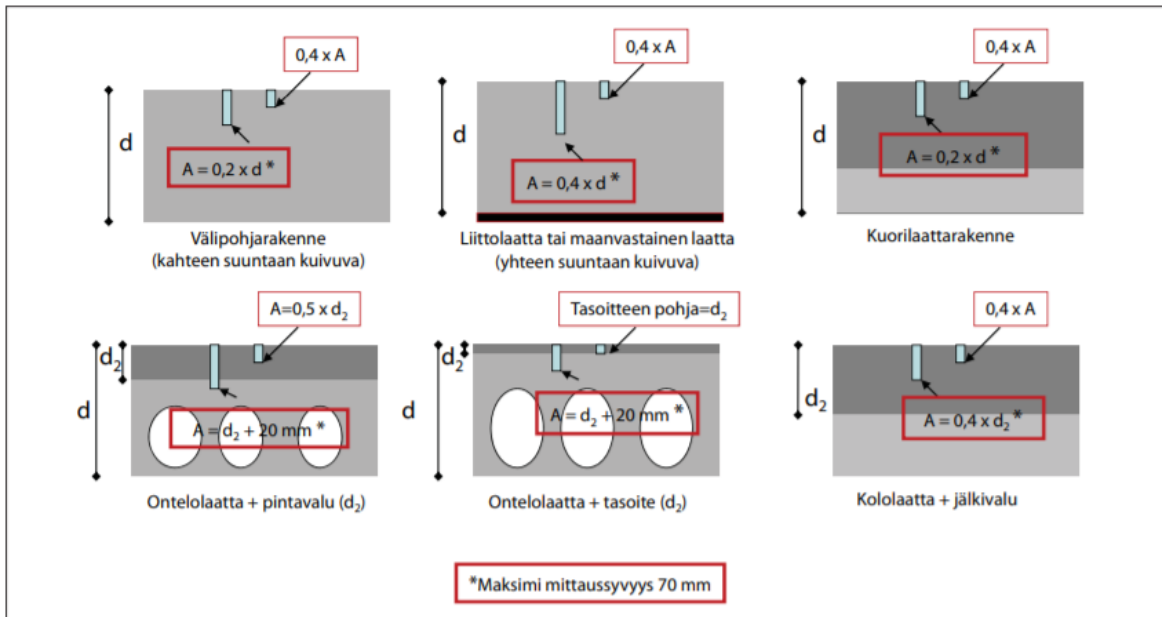 0,4 x A
d
A = 0,2 x d *
Välipohjarakenne
(kahteen suuntaan kuivuva)
0,4 x A
d
A = 0,4 x d *
Liittolaatta tai maanvastainen laatta
(yhteen suuntaan kuivuva)
0,4 x A
d
A = 0,2 x d *
Kuorilaattarakenne
A=0,5 x d₂
d₂
d
A = d₂ + 20 mm *
Ontelolaatta + pintavalu (d₂)
Tasoitteen pohja=d₂
d₂
d
A = d₂ + 20 mm *
Ontelolaatta + tasoite (d₂)
0,4 x A
d₂
A = 0,4 x d₂ *
Kololaatta + jälkivalu
*Maksimi mittaussyvyys 70 mm